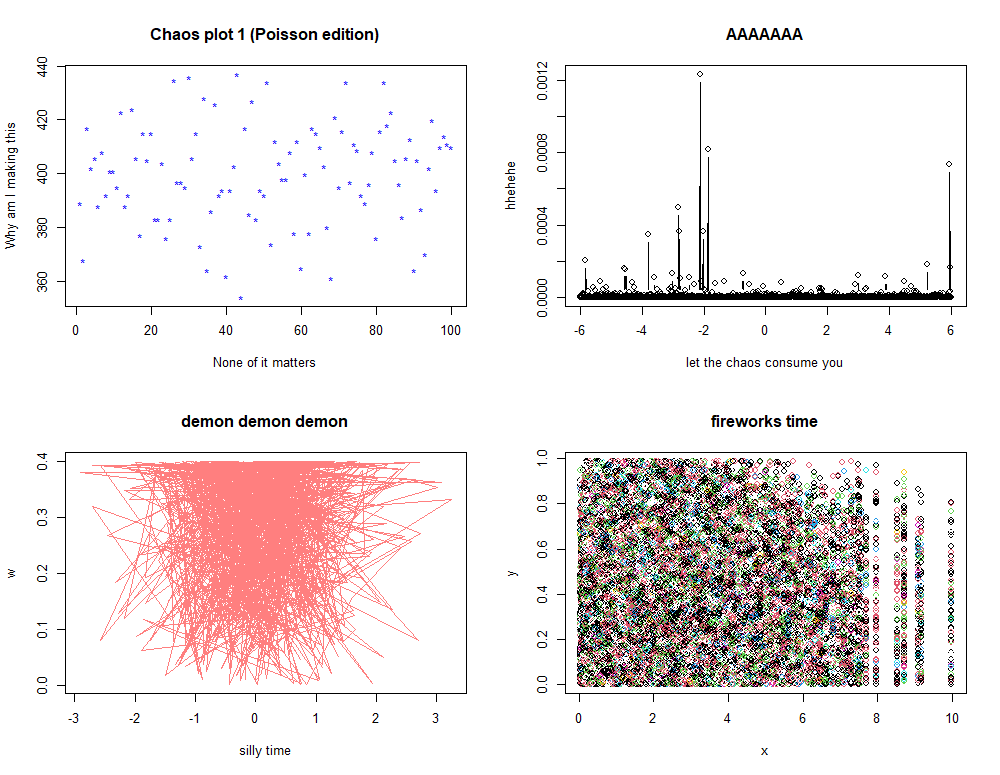 Chaos plot 1 (Poisson edition)
Why am I making this
440
420
400
380
360
0 20 40 60 80 100
None of it matters
AAAAAAA
hhehehe
0.0012
0.0008
0.0004
0.0000
-6 -4 -2 0 2 4 6
let the chaos consume you
demon demon demon
w
0.4
0.3
0.2
0.1
0.0
-3 -2 -1 0 1 2 3
silly time
fireworks time
y
1.0
0.8
0.6
0.4
0.2
0.0
0 2 4 6 8 10
x